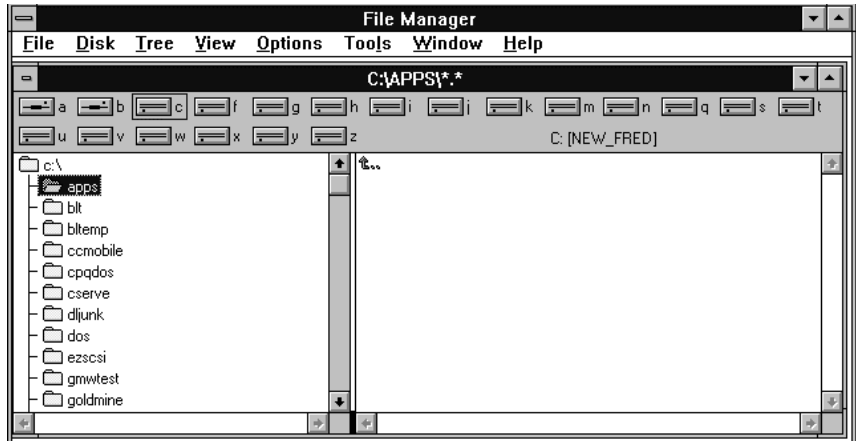 File Manager
File Disk Tree View Options Tools Window Help
C:\APPS\*.*
a b c f g h i j k m n q s t
u v w x y z C: [NEW_FRED]
c:\
apps
blt
bltemp
ccmobile
cpqdos
cserve
dljunk
dos
ezscsi
gmwtest
goldmine
..